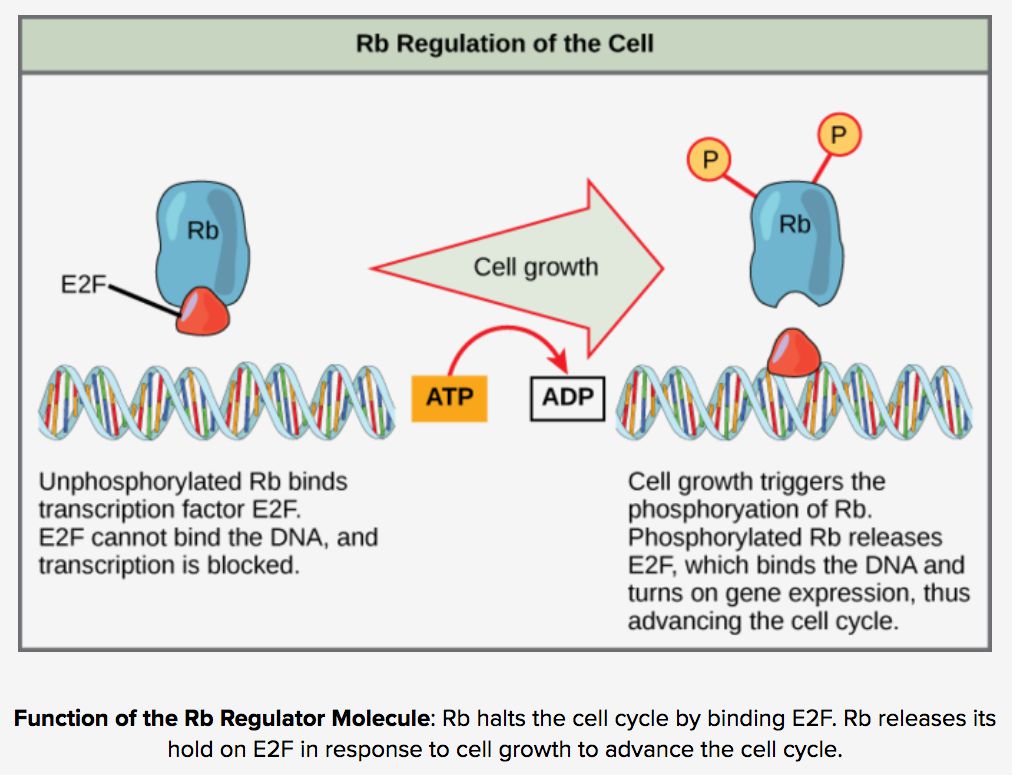 Rb Regulation of the Cell
P
P
Rb
Rb
E2F
Cell growth
ATP
ADP
Unphosphorylated Rb binds
transcription factor E2F.
E2F cannot bind the DNA, and
transcription is blocked.
Cell growth triggers the
phosphoryation of Rb.
Phosphorylated Rb releases
E2F, which binds the DNA and
turns on gene expression, thus
advancing the cell cycle.
Function of the Rb Regulator Molecule: Rb halts the cell cycle by binding E2F. Rb releases its
hold on E2F in response to cell growth to advance the cell cycle.